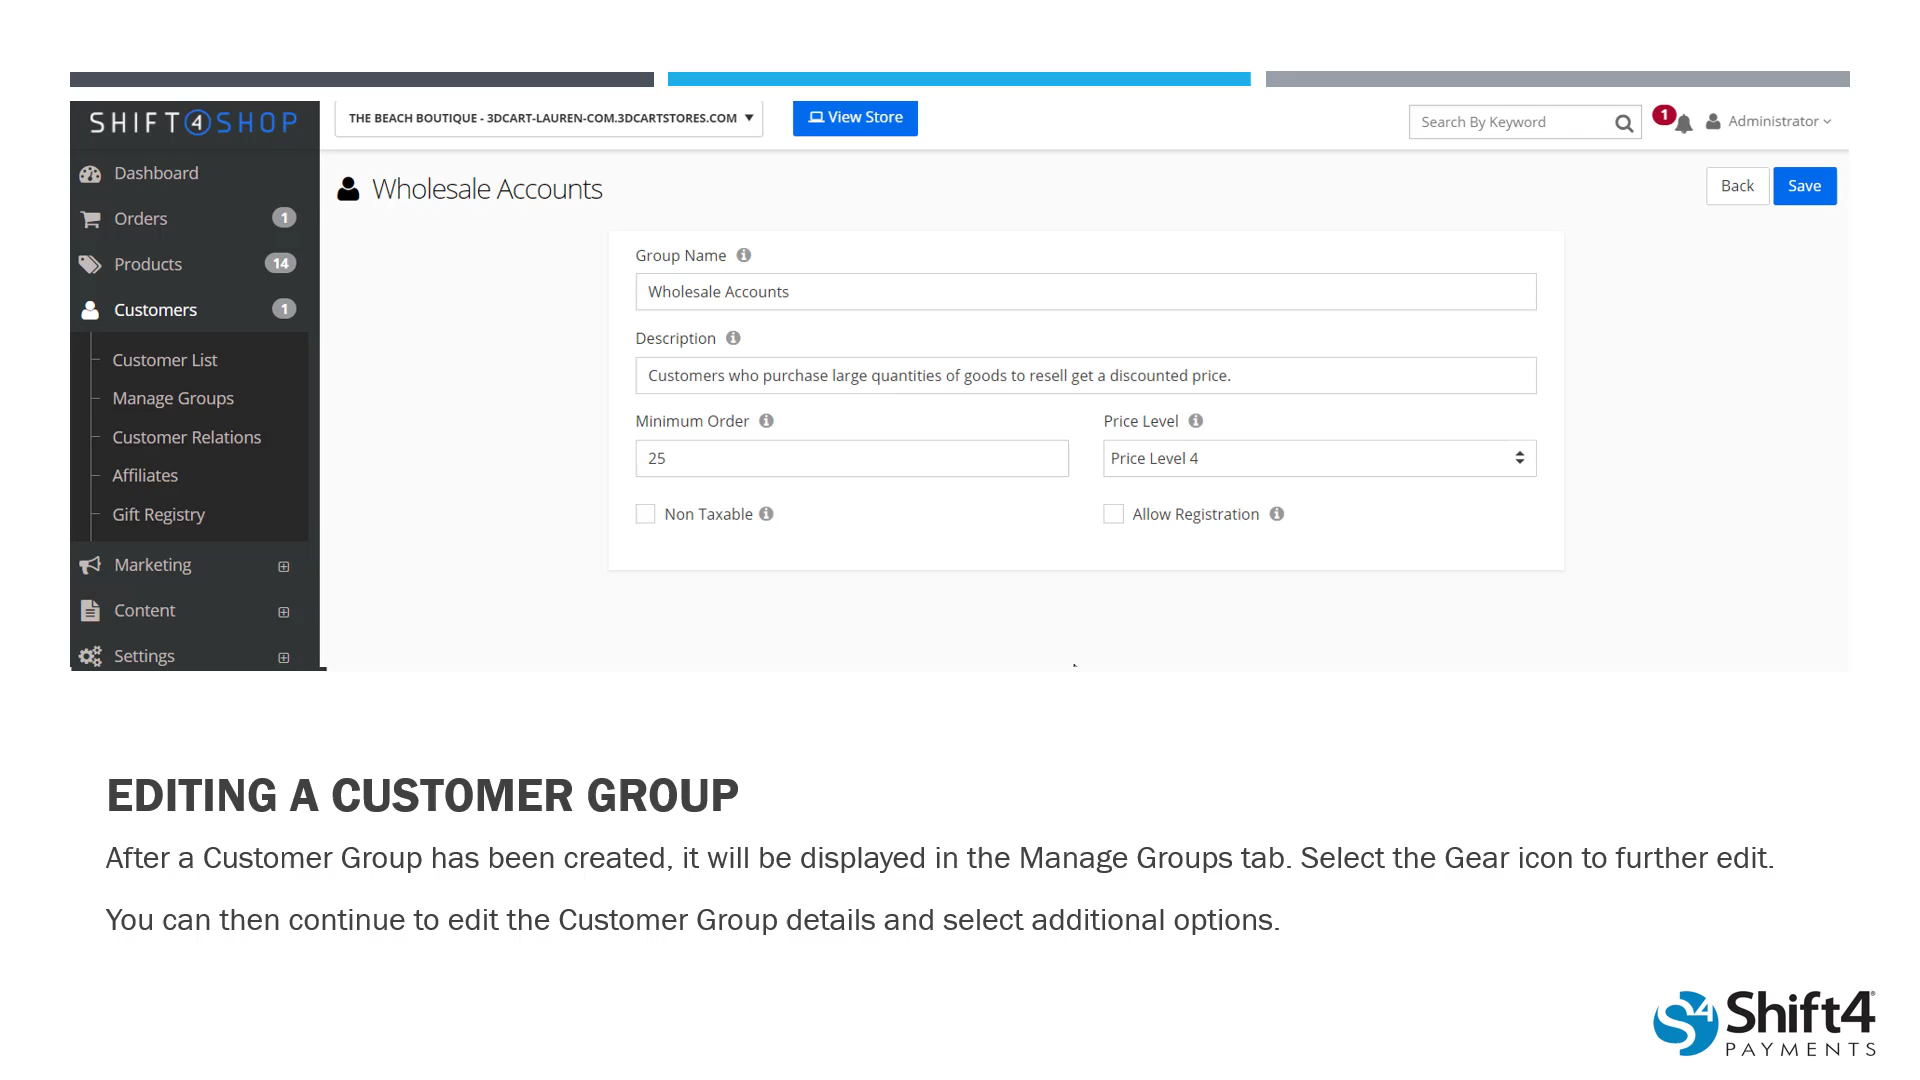 SHIFT4SHOP
THE BEACH BOUTIQUE - 3DCART-LAUREN-COM.3DCARTSTORES.COM
View Store
Search By Keyword
1
Administrator
Dashboard
Orders 1
Products 14
Customers 1
Customer List
Manage Groups
Customer Relations
Affiliates
Gift Registry
Marketing
Content
Settings
Wholesale Accounts
Back
Save
Group Name
Wholesale Accounts
Description
Customers who purchase large quantities of goods to resell get a discounted price.
Minimum Order
25
Price Level
Price Level 4
Non Taxable
Allow Registration
EDITING A CUSTOMER GROUP
After a Customer Group has been created, it will be displayed in the Manage Groups tab. Select the Gear icon to further edit.
You can then continue to edit the Customer Group details and select additional options.
S4
Shift4
PAYMENTS